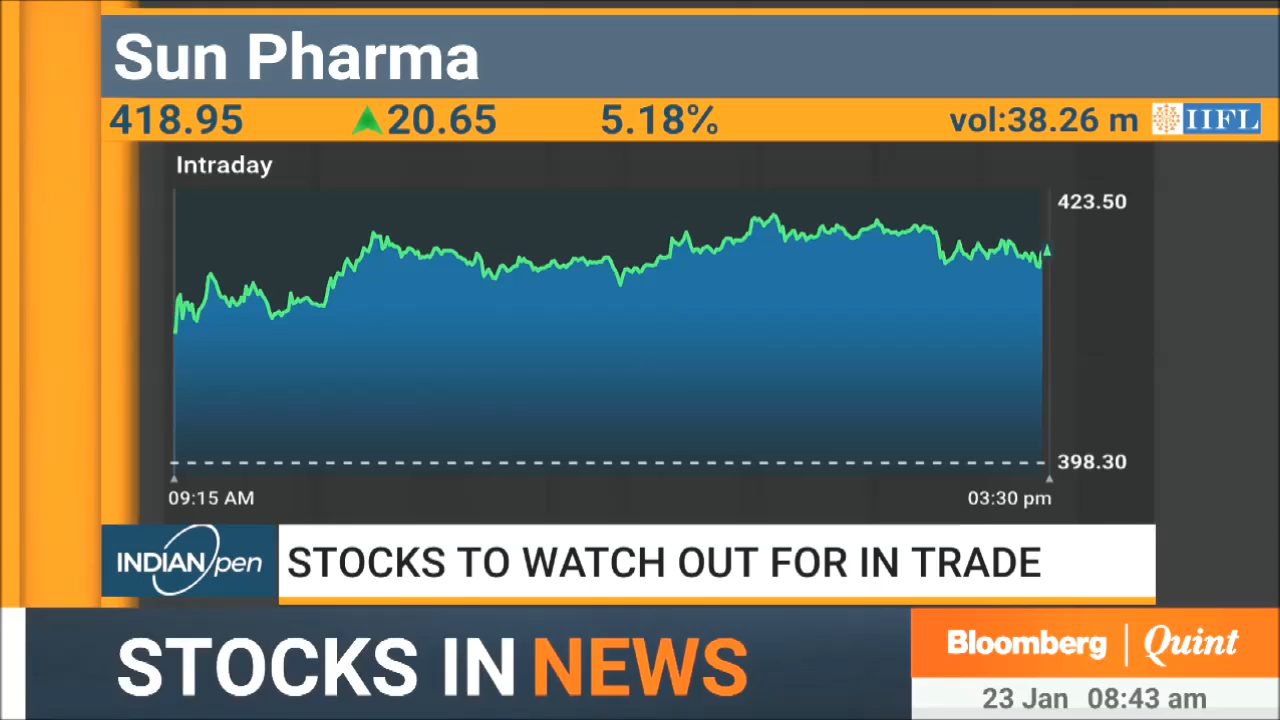 Sun Pharma
418.95 20.65 5.18% vol:38.26 m IIFL
Intraday
423.50
398.30
09:15 AM 03:30 pm
INDIAN Open STOCKS TO WATCH OUT FOR IN TRADE
STOCKS IN NEWS
Bloomberg | Quint
23 Jan 08:43 am